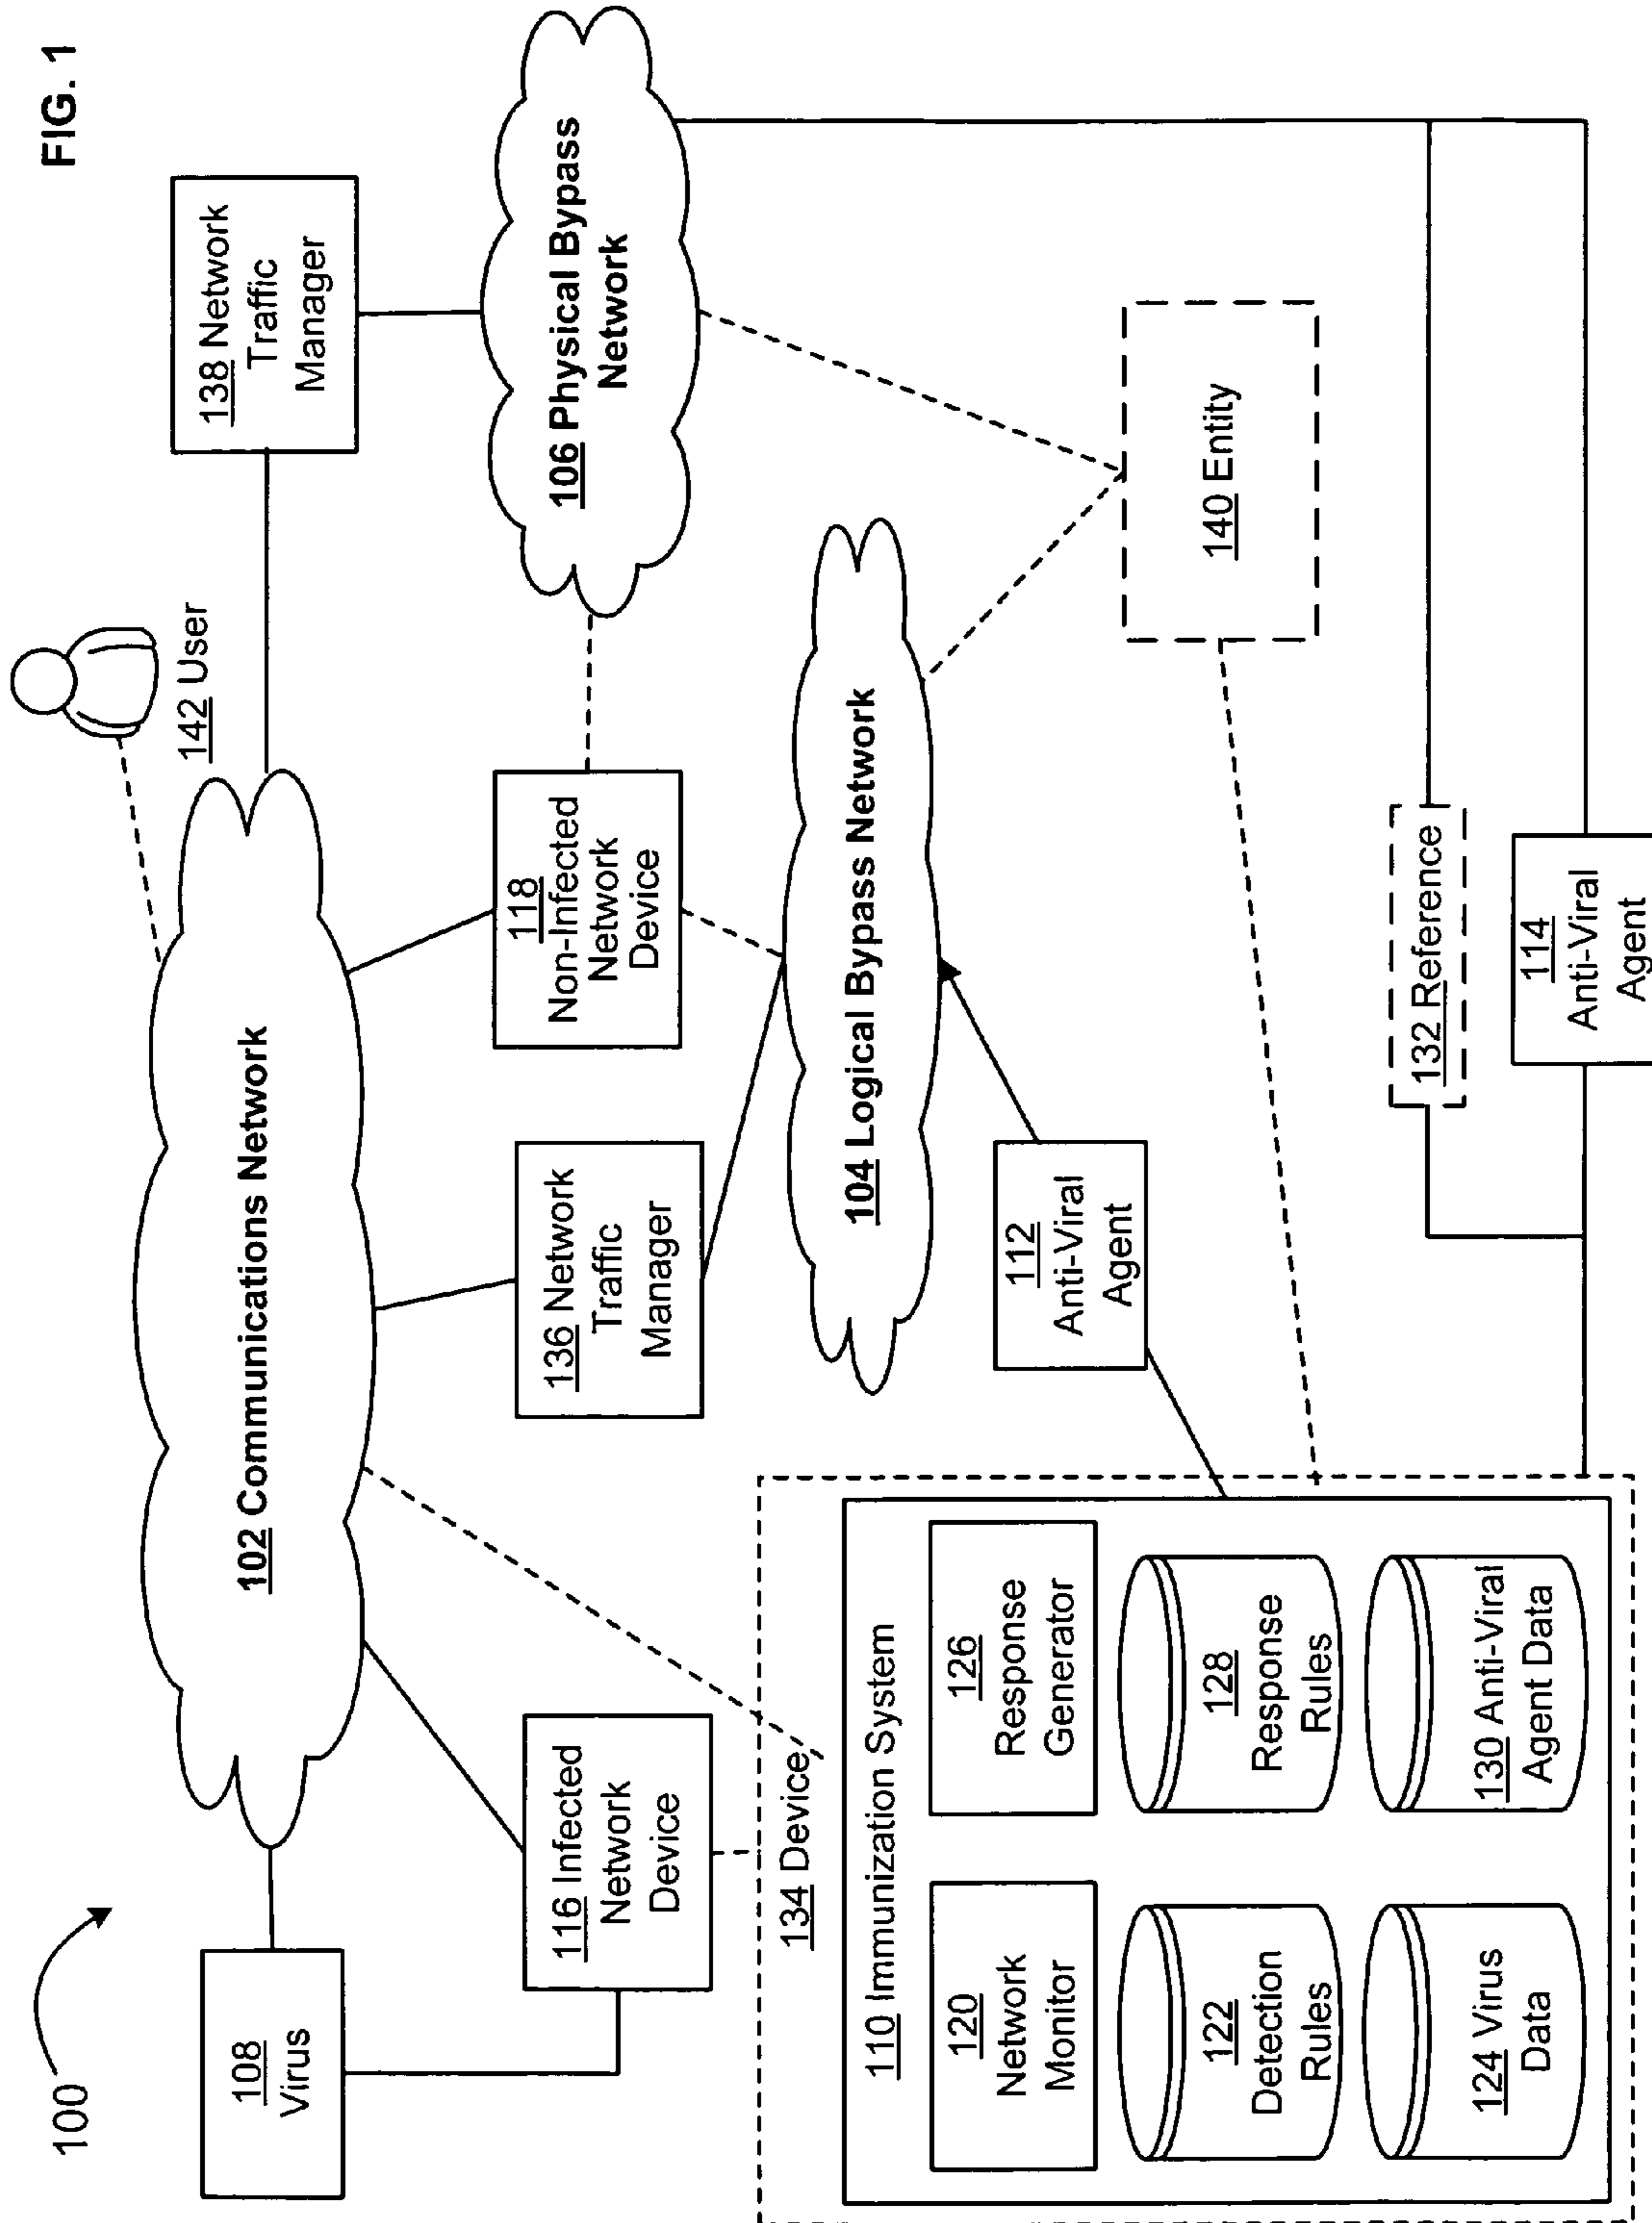 FIG. 1
100
108
Virus
102 Communications Network
142 User
138 Network
Traffic
Manager
116 Infected
Network
Device
136 Network
Traffic
Manager
118
Non-Infected
Network
Device
106 Physical Bypass
Network
104 Logical Bypass Network
134 Device
110 Immunization System
120
Network
Monitor
126
Response
Generator
122
Detection
Rules
128
Response
Rules
124 Virus
Data
130 Anti-Viral
Agent Data
112
Anti-Viral
Agent
140 Entity
132 Reference
114
Anti-Viral
Agent